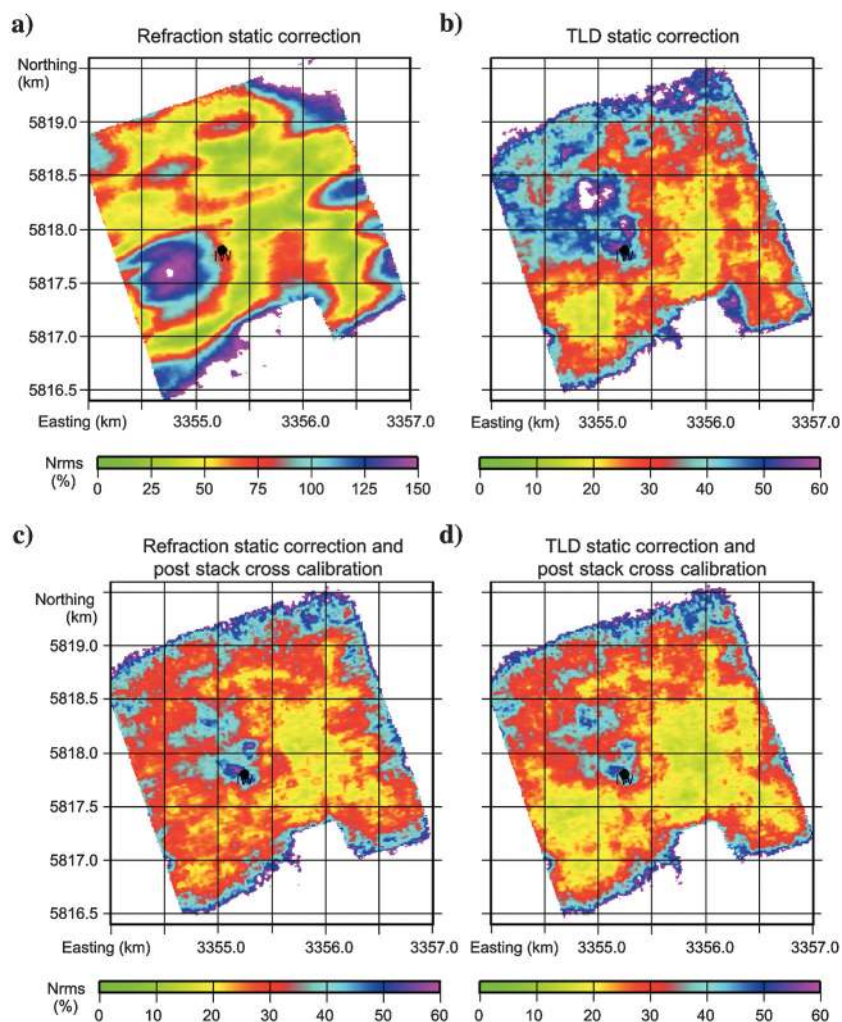 a)
Refraction static correction
Northing
(km)
5819.0
5818.5
5818.0
5817.5
5817.0
5816.5
Easting (km)
3355.0
3356.0
3357.0
Nrms
(%)
0 25 50 75 100 125 150
b)
TLD static correction
3355.0
3356.0
3357.0
0 10 20 30 40 50 60
c)
Refraction static correction and
post stack cross calibration
Northing
(km)
5819.0
5818.5
5818.0
5817.5
5817.0
5816.5
Easting (km)
3355.0
3356.0
3357.0
Nrms
(%)
0 10 20 30 40 50 60
d)
TLD static correction and
post stack cross calibration
3355.0
3356.0
3357.0
0 10 20 30 40 50 60